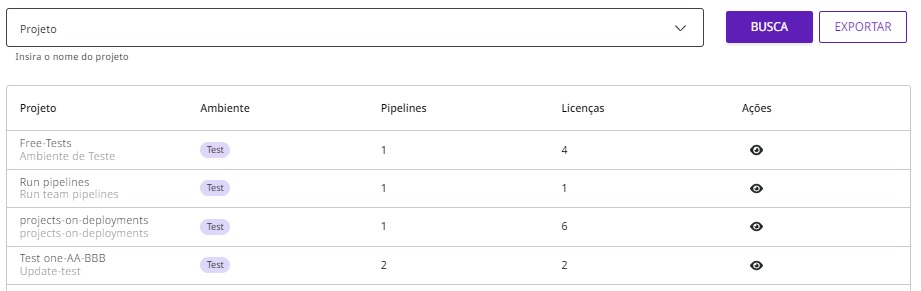 Projeto
BUSCA
EXPORTAR
Insira o nome do projeto
Projeto Ambiente Pipelines Licenças Ações
Free-Tests
Ambiente de Teste
Test 1 4
Run pipelines
Run team pipelines
Test 1 1
projects-on-deployments
projects-on-deployments
Test 1 6
Test one-AA-BBB
Update-test
Test 2 2